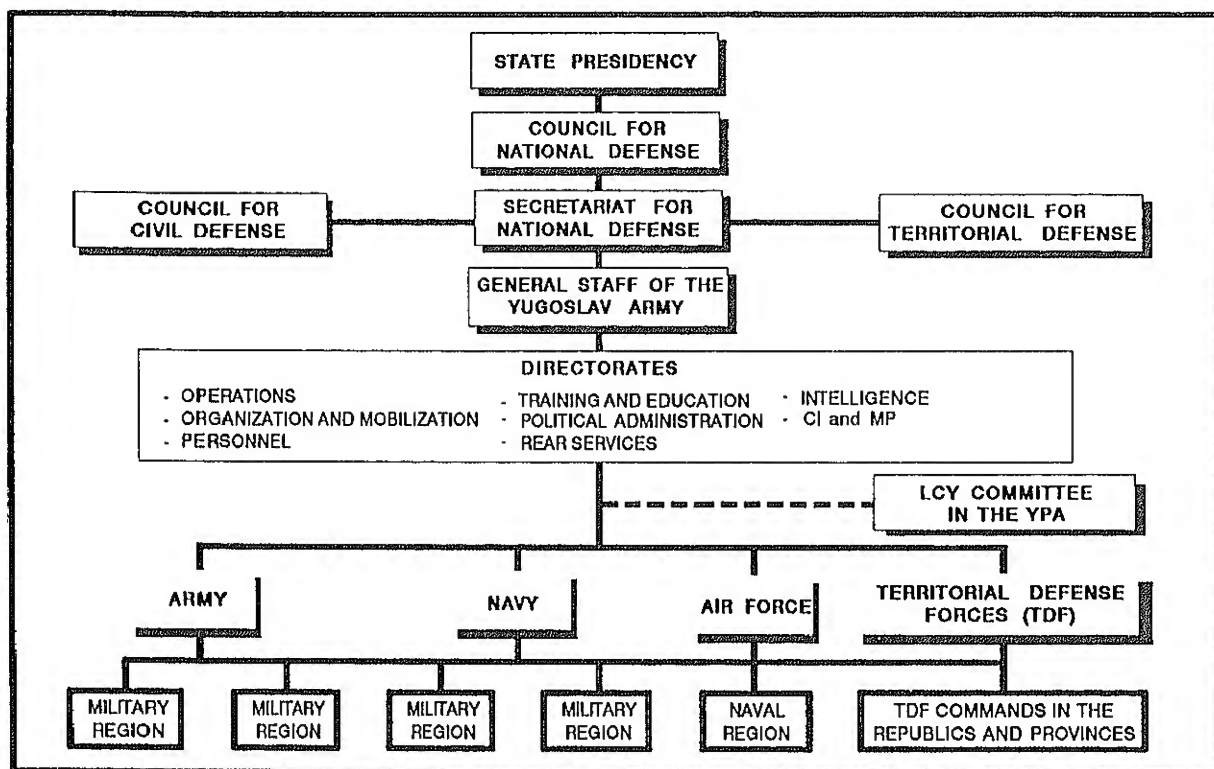 STATE PRESIDENCY
COUNCIL FOR
NATIONAL DEFENSE
COUNCIL FOR
CIVIL DEFENSE
SECRETARIAT FOR
NATIONAL DEFENSE
COUNCIL FOR
TERRITORIAL DEFENSE
GENERAL STAFF OF THE
YUGOSLAV ARMY
DIRECTORATES
- OPERATIONS
- ORGANIZATION AND MOBILIZATION
- PERSONNEL
- TRAINING AND EDUCATION
- POLITICAL ADMINISTRATION
- REAR SERVICES
- INTELLIGENCE
- CI and MP
LCY COMMITTEE
IN THE YPA
ARMY
NAVY
AIR FORCE
TERRITORIAL DEFENSE
FORCES (TDF)
MILITARY
REGION
MILITARY
REGION
MILITARY
REGION
MILITARY
REGION
NAVAL
REGION
TDF COMMANDS IN THE
REPUBLICS AND PROVINCES